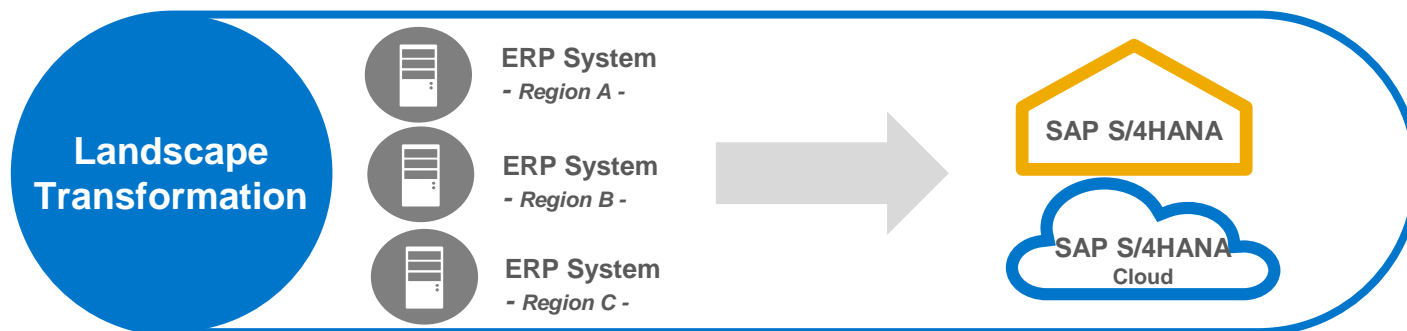 Landscape
Transformation
ERP System
- Region A -
ERP System
- Region B -
ERP System
- Region C -
SAP S/4HANA
SAP S/4HANA
Cloud